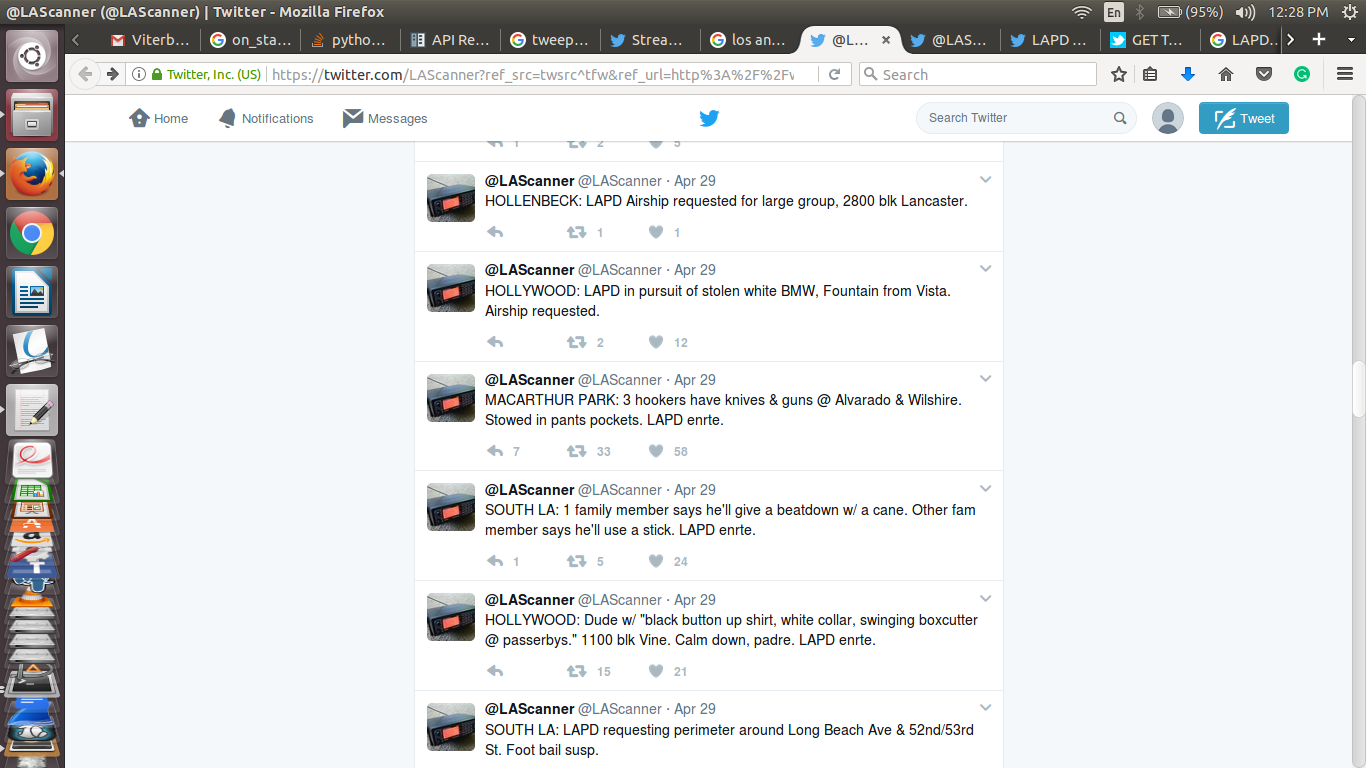 @LAScanner (@LAScanner) | Twitter - Mozilla Firefox
En
(95%)
12:28 PM
Viterb...
on_sta...
pytho...
API Re...
tweep...
Strea...
los an...
@L...
@LAS...
LAPD ...
GET T...
LAPD...
Twitter, Inc. (US)
https://twitter.com/LAScanner?ref_src=twsrc^tfw&ref_url=http%3A%2F%2F
Search
Home
Notifications
Messages
Search Twitter
Tweet
1 2 5
@LAScanner @LAScanner · Apr 29
HOLLENBECK: LAPD Airship requested for large group, 2800 blk Lancaster.
1 1
@LAScanner @LAScanner · Apr 29
HOLLYWOOD: LAPD in pursuit of stolen white BMW, Fountain from Vista.
Airship requested.
2 12
@LAScanner @LAScanner · Apr 29
MACARTHUR PARK: 3 hookers have knives & guns @ Alvarado & Wilshire.
Stowed in pants pockets. LAPD enrte.
7 33 58
@LAScanner @LAScanner · Apr 29
SOUTH LA: 1 family member says he'll give a beatdown w/ a cane. Other fam
member says he'll use a stick. LAPD enrte.
1 5 24
@LAScanner @LAScanner · Apr 29
HOLLYWOOD: Dude w/ "black button up shirt, white collar, swinging boxcutter
@ passerbys." 1100 blk Vine. Calm down, padre. LAPD enrte.
15 21
@LAScanner @LAScanner · Apr 29
SOUTH LA: LAPD requesting perimeter around Long Beach Ave & 52nd/53rd
St. Foot bail susp.